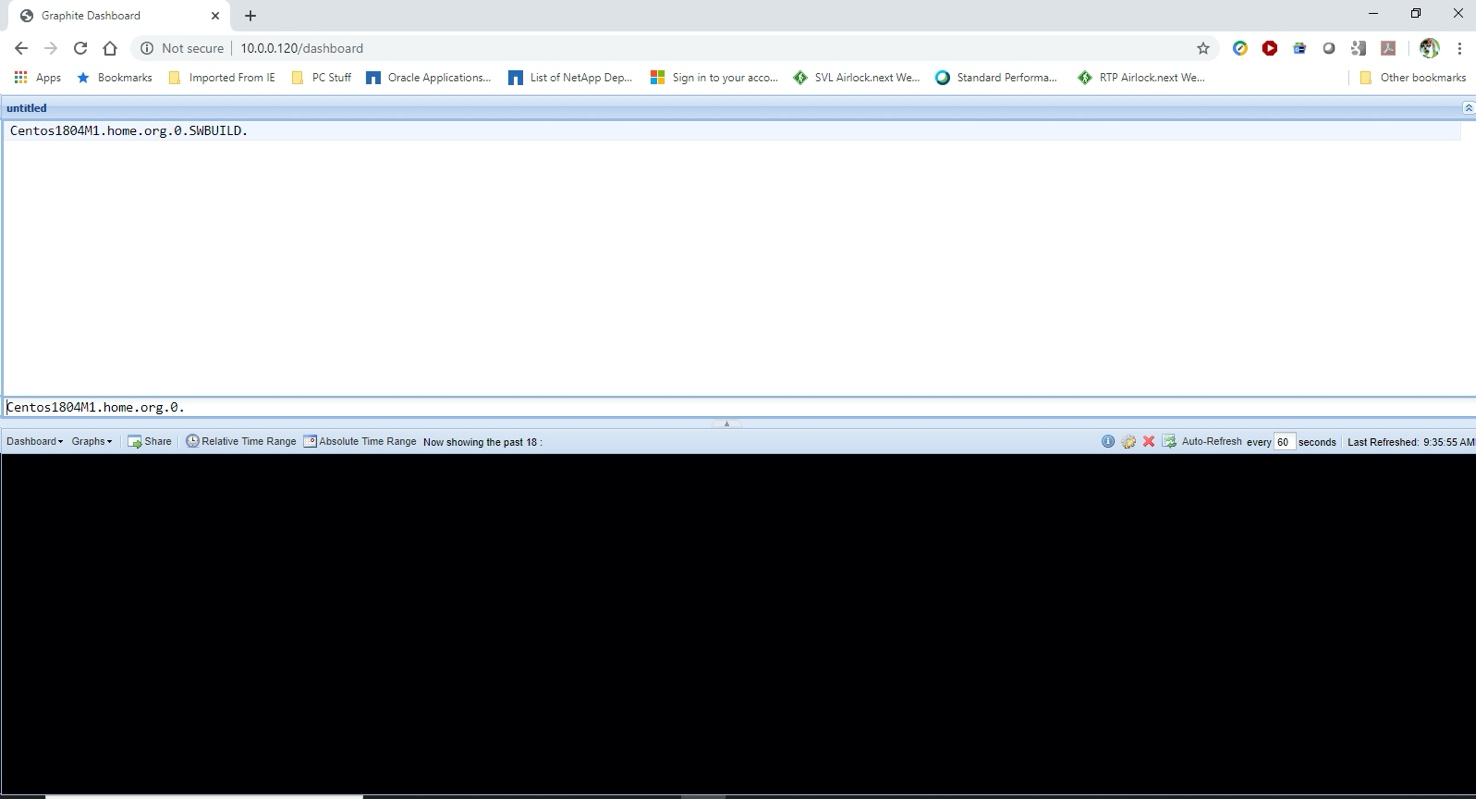 Graphite Dashboard
Not secure 10.0.0.120/dashboard
Apps Bookmarks Imported From IE PC Stuff Oracle Applications... List of NetApp Dep... Sign in to your acco... SVL Airlock.next We... Standard Performa... RTP Airlock.next We... Other bookmarks
untitled
Centos1804M1.home.org.0.SWBUILD.
Centos1804M1.home.org.0.
Dashboard Graphs Share Relative Time Range Absolute Time Range Now showing the past 18 : Auto-Refresh every 60 seconds Last Refreshed: 9:35:55 AM